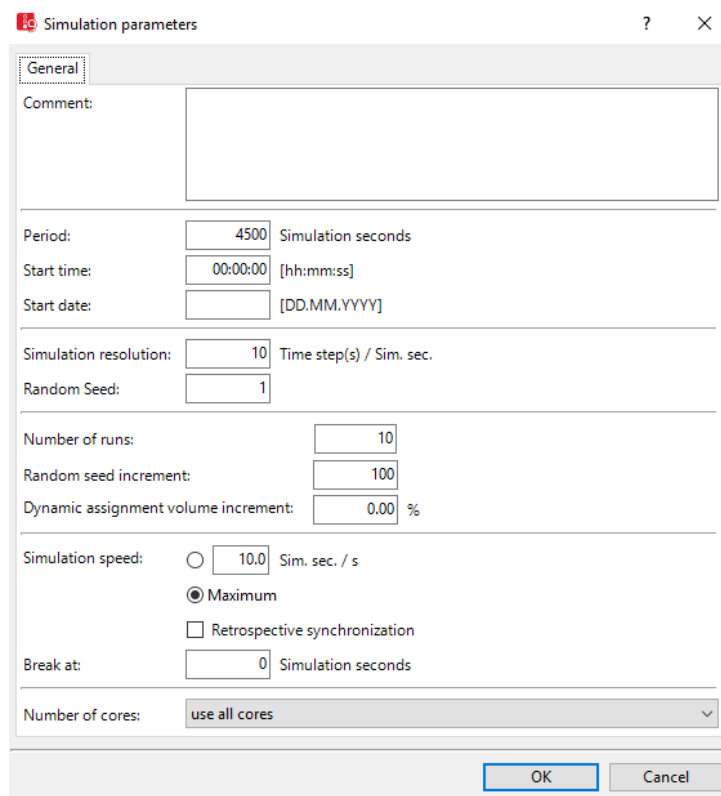 Simulation parameters ?
General
Comment:
Period: 4500 Simulation seconds
Start time: 00:00:00 [hh:mm:ss]
Start date: [DD.MM.YYYY]
Simulation resolution: 10 Time step(s) / Sim. sec.
Random Seed: 1
Number of runs: 10
Random seed increment: 100
Dynamic assignment volume increment: 0.00 %
Simulation speed: 10.0 Sim. sec. / s
Maximum
Retrospective synchronization
Break at: 0 Simulation seconds
Number of cores: use all cores
OK Cancel